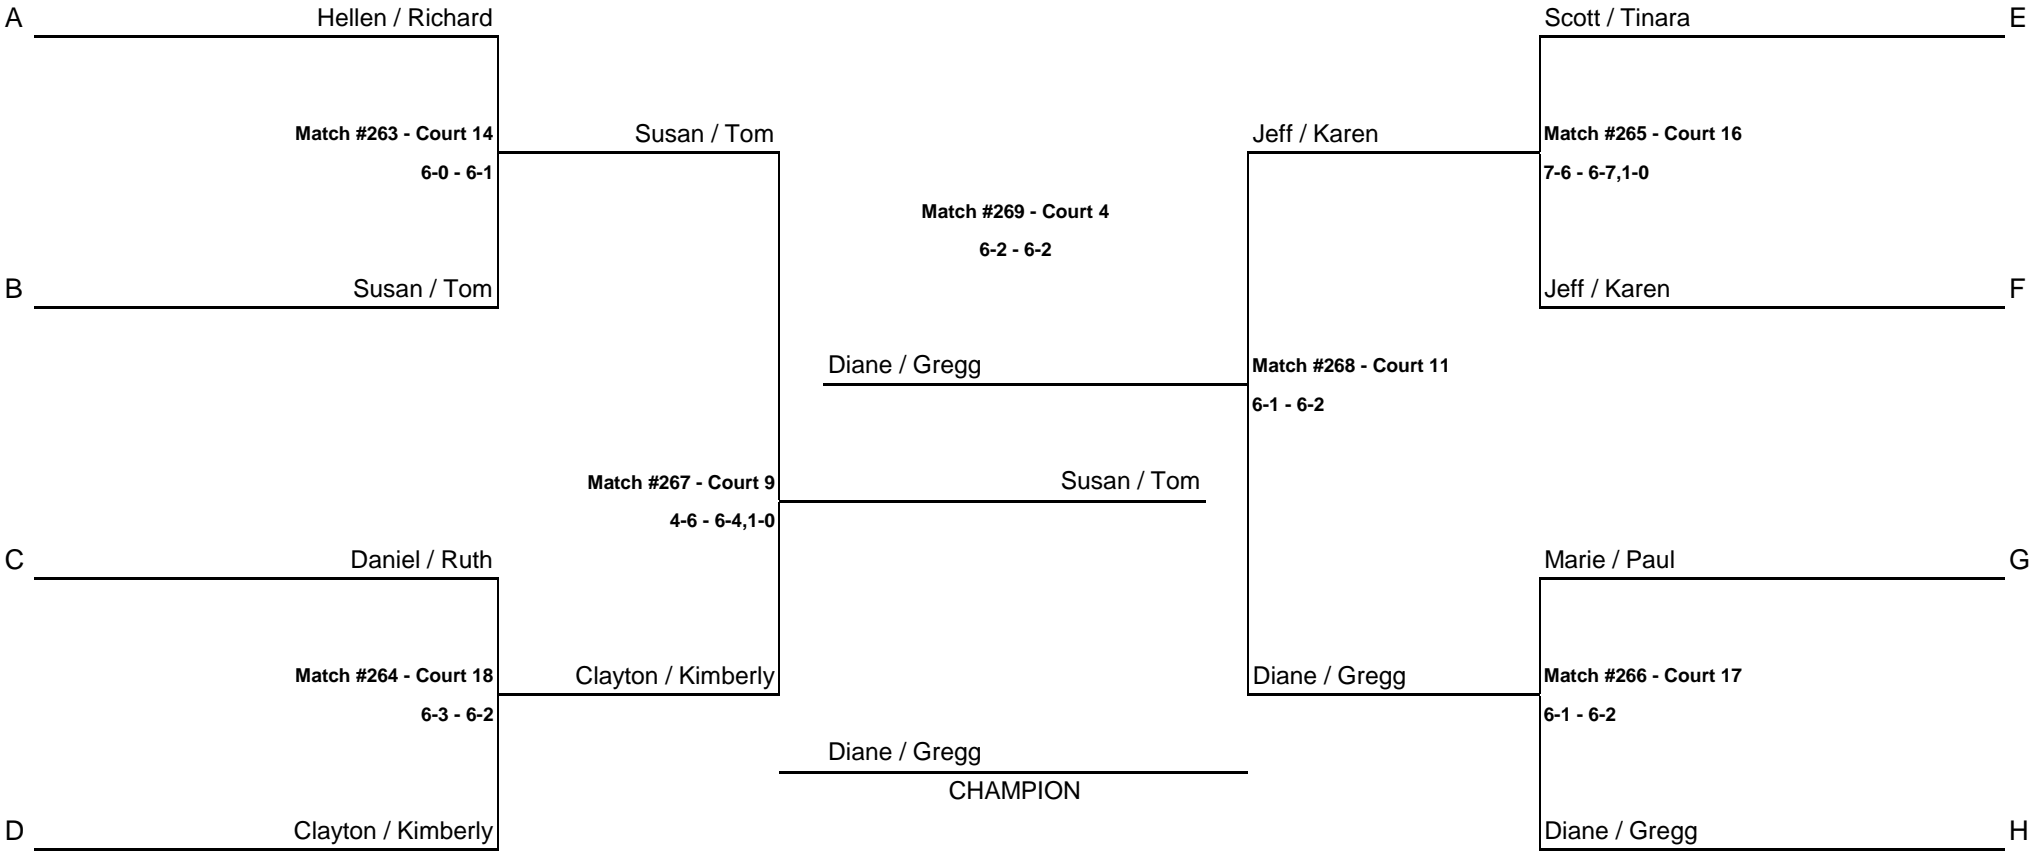 A
Hellen / Richard
Scott / Tinara
E
Match #263 - Court 14
Susan / Tom
Jeff / Karen
Match #265 - Court 16
6-0 - 6-1
7-6 - 6-7,1-0
Match #269 - Court 4
6-2 - 6-2
B
Susan / Tom
Jeff / Karen
F
Diane / Gregg
Match #268 - Court 11
6-1 - 6-2
Match #267 - Court 9
Susan / Tom
4-6 - 6-4,1-0
C
Daniel / Ruth
Marie / Paul
G
Match #264 - Court 18
Clayton / Kimberly
Diane / Gregg
Match #266 - Court 17
6-3 - 6-2
6-1 - 6-2
Diane / Gregg
CHAMPION
D
Clayton / Kimberly
Diane / Gregg
H